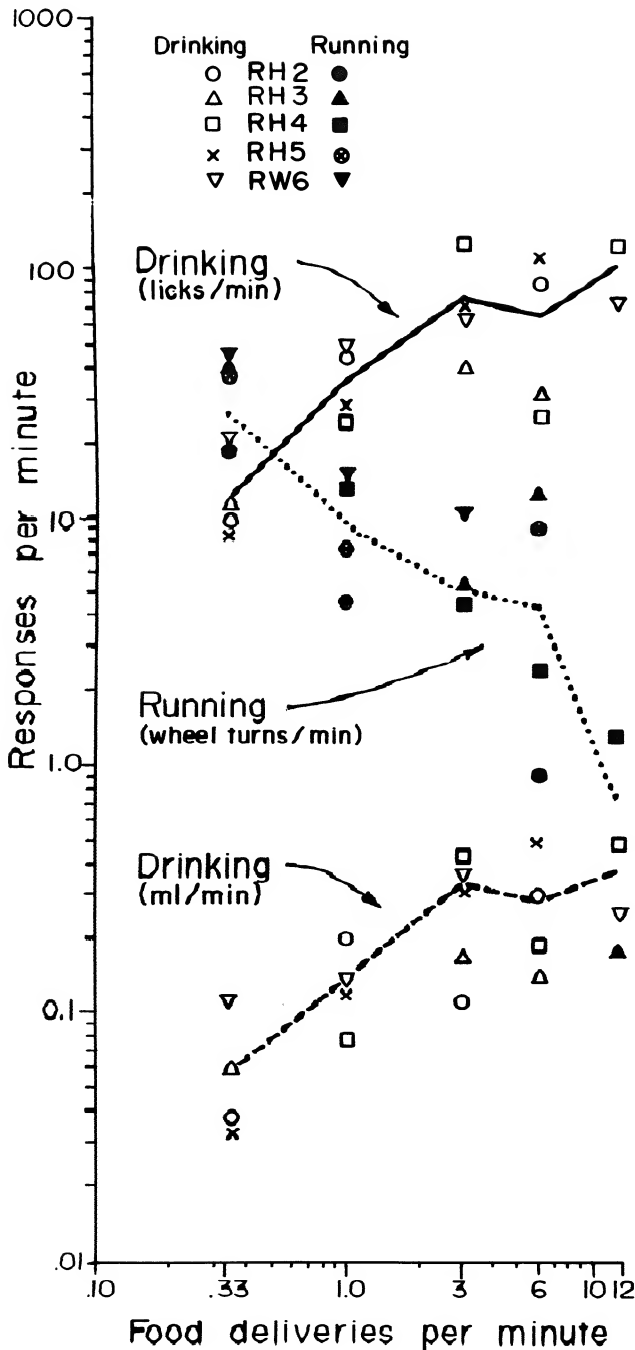 1000
Drinking Running
RH2
RH3
RH4
RH5
RW6
Drinking
(licks/min)
100
Responses per minute
10
Running
(wheel turns/min)
1.0
Drinking
(ml/min)
0.1
.01
.10 .33 1.0 3 6 10 12
Food deliveries per minute